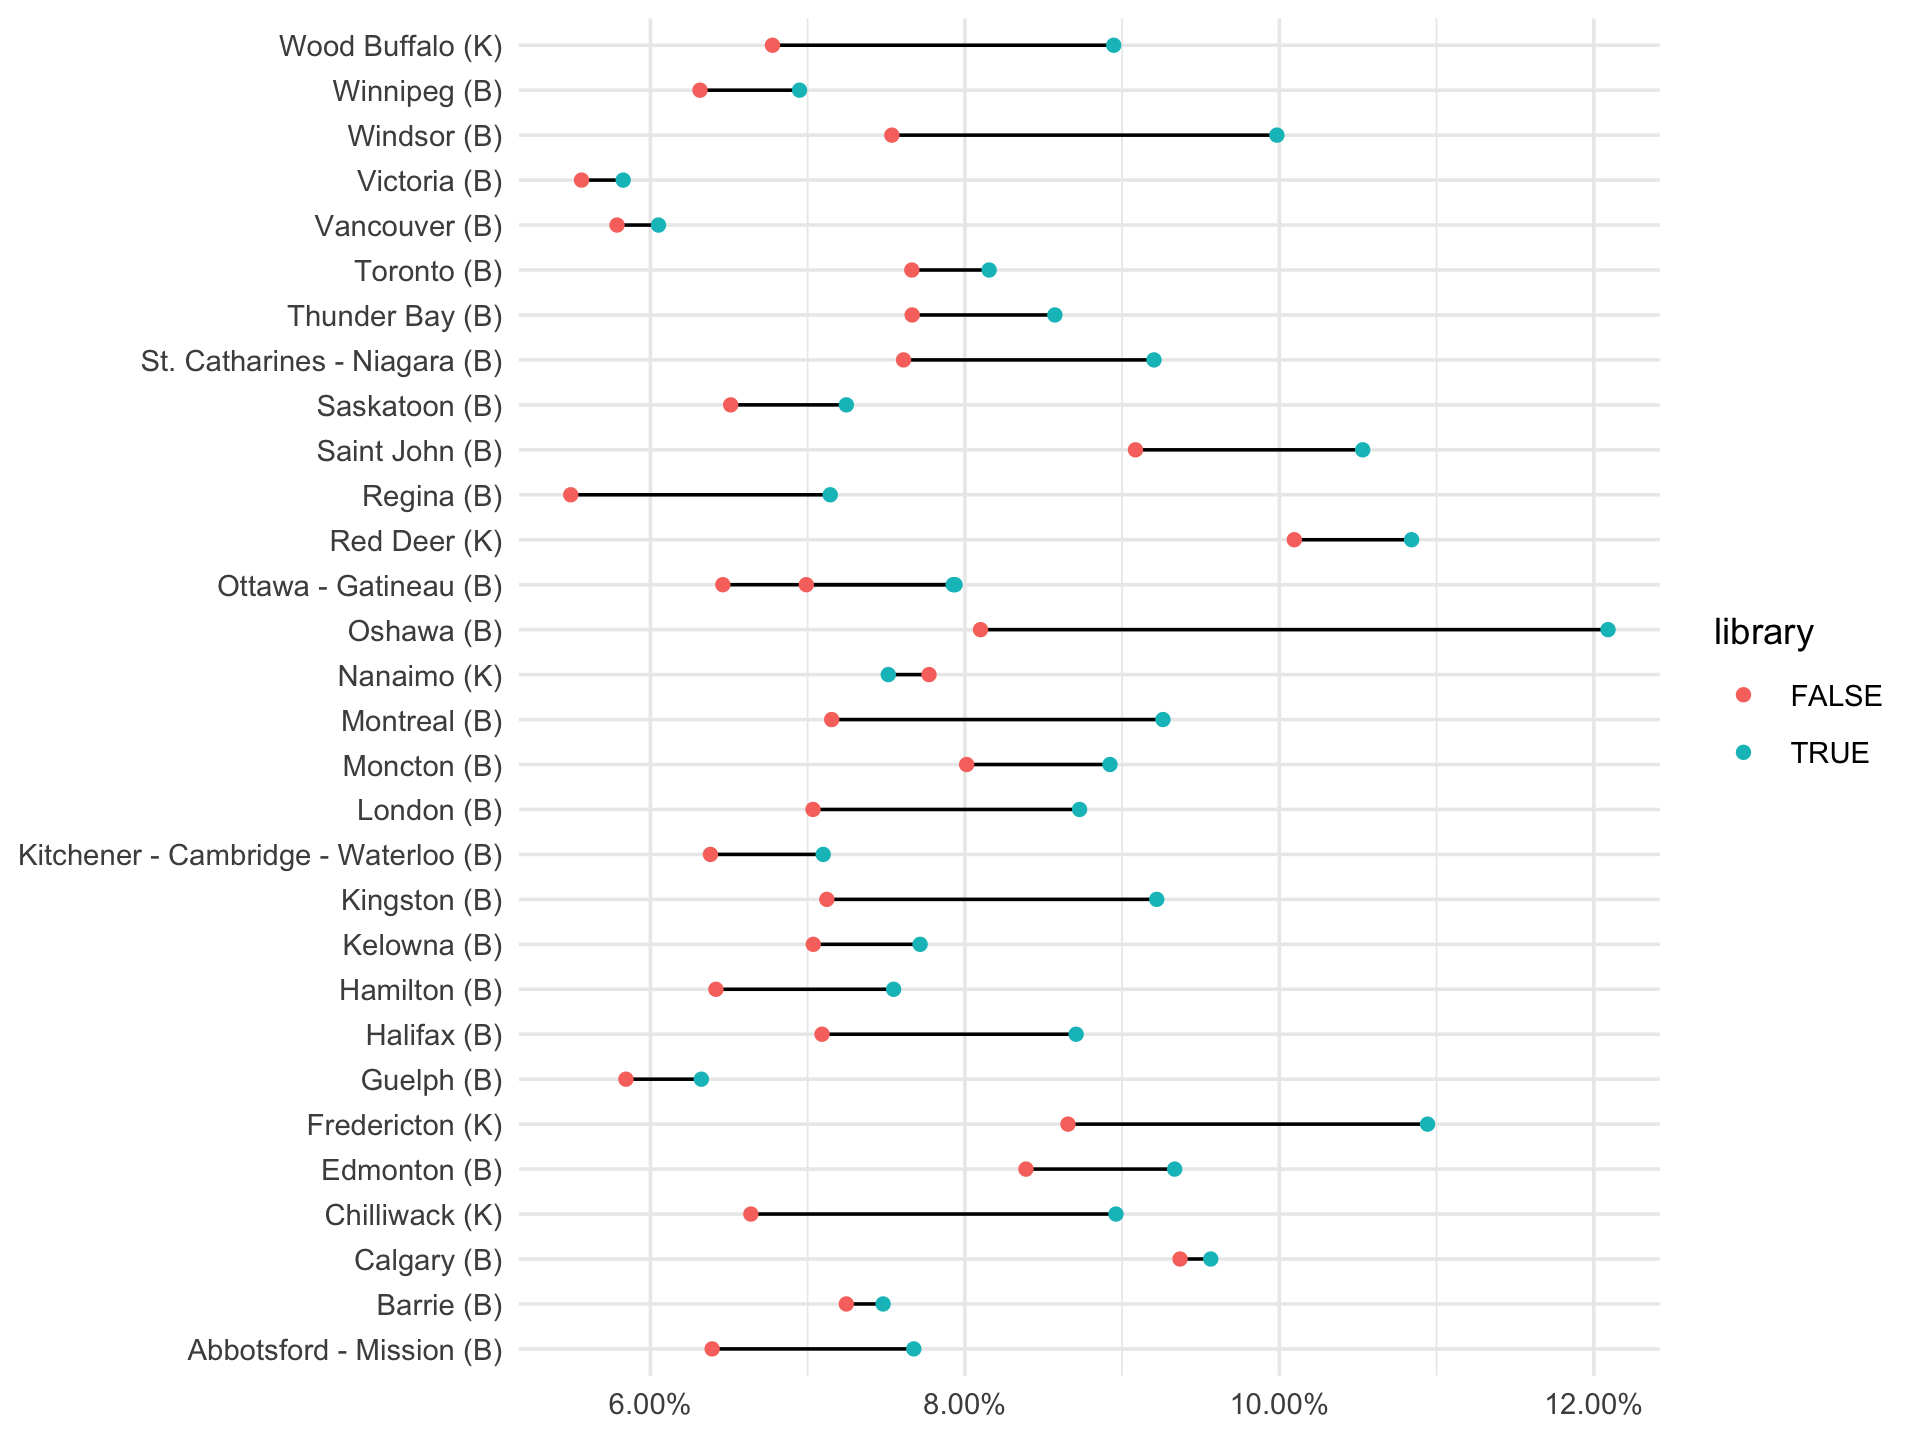 Wood Buffalo (K)
Winnipeg (B)
Windsor (B)
Victoria (B)
Vancouver (B)
Toronto (B)
Thunder Bay (B)
St. Catharines - Niagara (B)
Saskatoon (B)
Saint John (B)
Regina (B)
Red Deer (K)
Ottawa - Gatineau (B)
Oshawa (B)
Nanaimo (K)
Montreal (B)
Moncton (B)
London (B)
Kitchener - Cambridge - Waterloo (B)
Kingston (B)
Kelowna (B)
Hamilton (B)
Halifax (B)
Guelph (B)
Fredericton (K)
Edmonton (B)
Chilliwack (K)
Calgary (B)
Barrie (B)
Abbotsford - Mission (B)
6.00% 8.00% 10.00% 12.00%
library
FALSE
TRUE